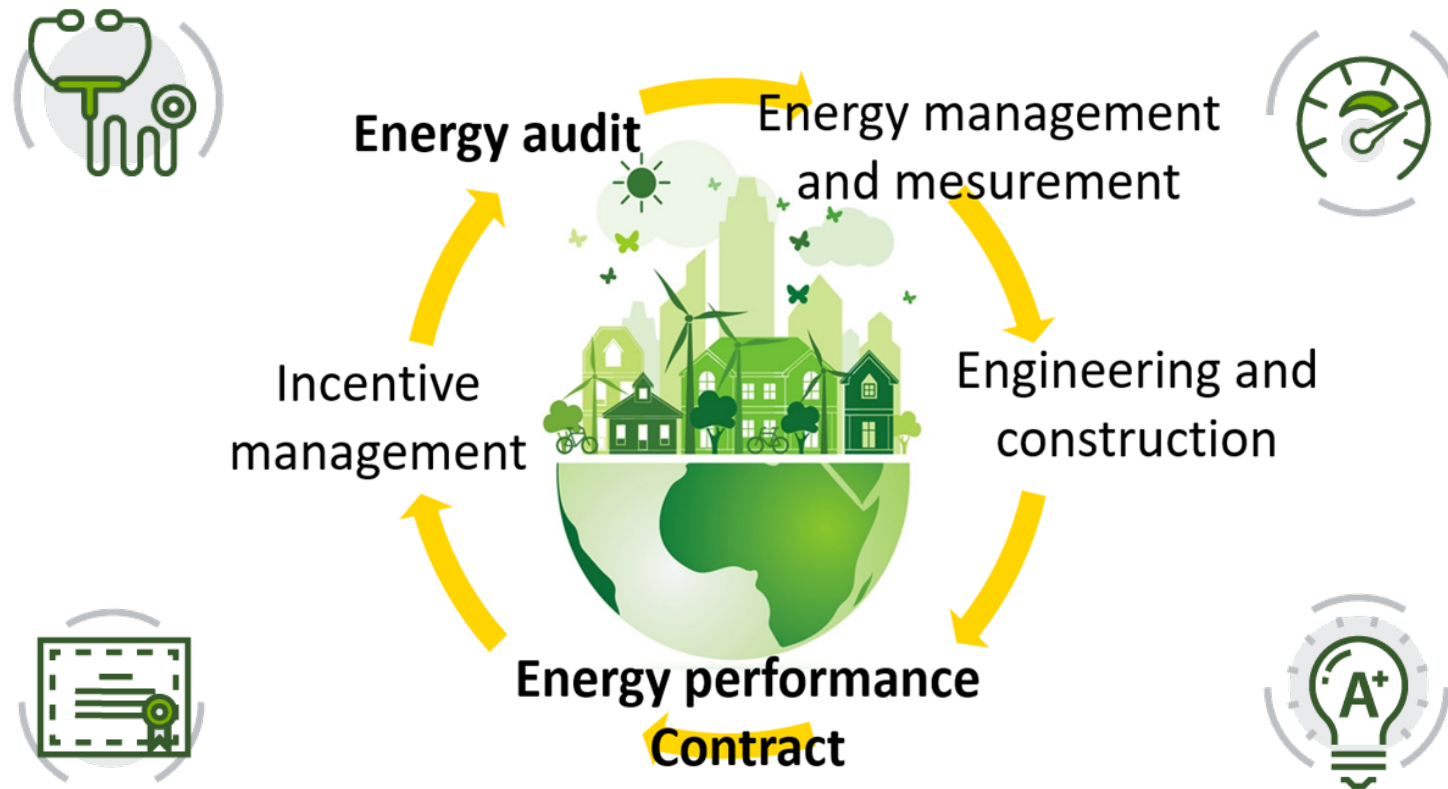 Energy audit
Energy management
and mesurement
Engineering and
construction
Energy performance
Contract
Incentive
management
A+